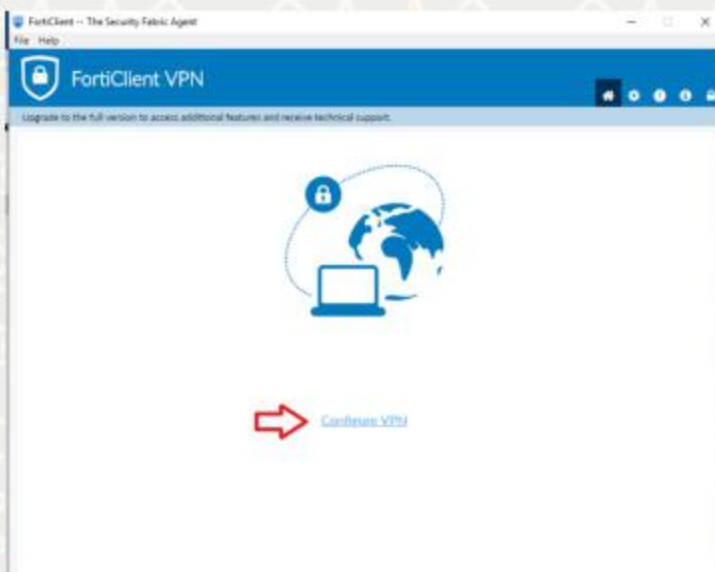 FortiClient -- The Security Fabric Agent
File Help
FortiClient VPN
Upgrade to the full version to access additional features and receive technical support.
Configure VPN